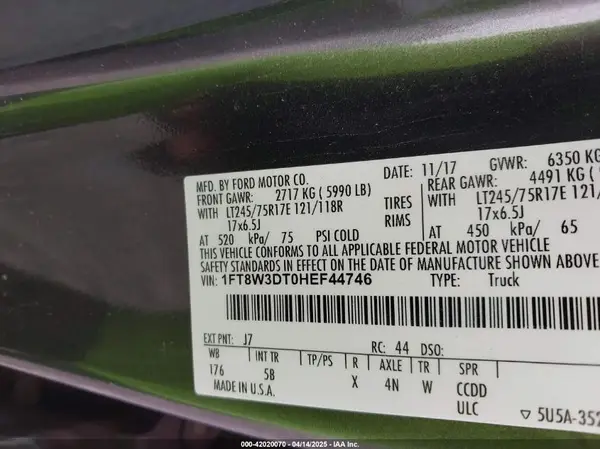 MFD. BY FORD MOTOR CO. DATE: 11/17 GVWR: 6350 KG
FRONT GAWR: 2717 KG ( 5990 LB) REAR GAWR: 4491 KG (
WITH LT245/75R17E 121/118R TIRES WITH LT245/75R17E 121/
17x6.5J RIMS 17x6.5J
AT 520 kPa/ 75 PSI COLD AT 450 kPa/ 65
THIS VEHICLE CONFORMS TO ALL APPLICABLE FEDERAL MOTOR VEHICLE
SAFETY STANDARDS IN EFFECT ON THE DATE OF MANUFACTURE SHOWN ABOVE.
VIN: 1FT8W3DT0HEF44746 TYPE: Truck
EXT PNT: J7 RC: 44 DSO:
WB INT TR TP/PS R AXLE TR SPR
176 5B X 4N W CCDD
MADE IN U.S.A. ULC
▽ 5U5A-352
000-42020070 | 04/14/2025 - IAA Inc.